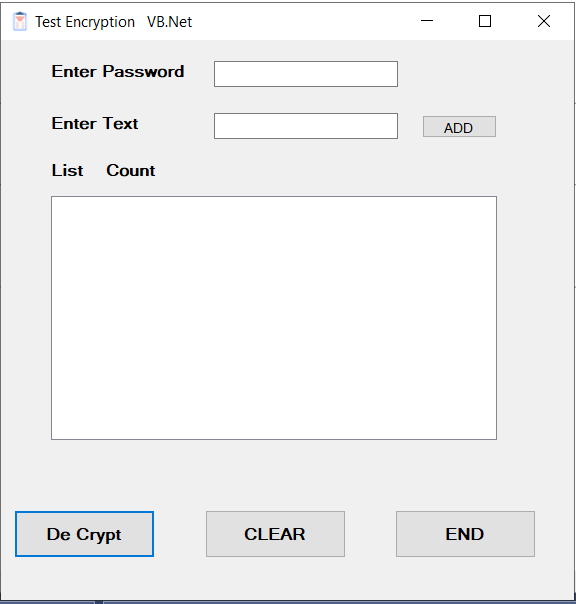 Test Encryption VB.Net
Enter Password
Enter Text ADD
List Count
De Crypt CLEAR END